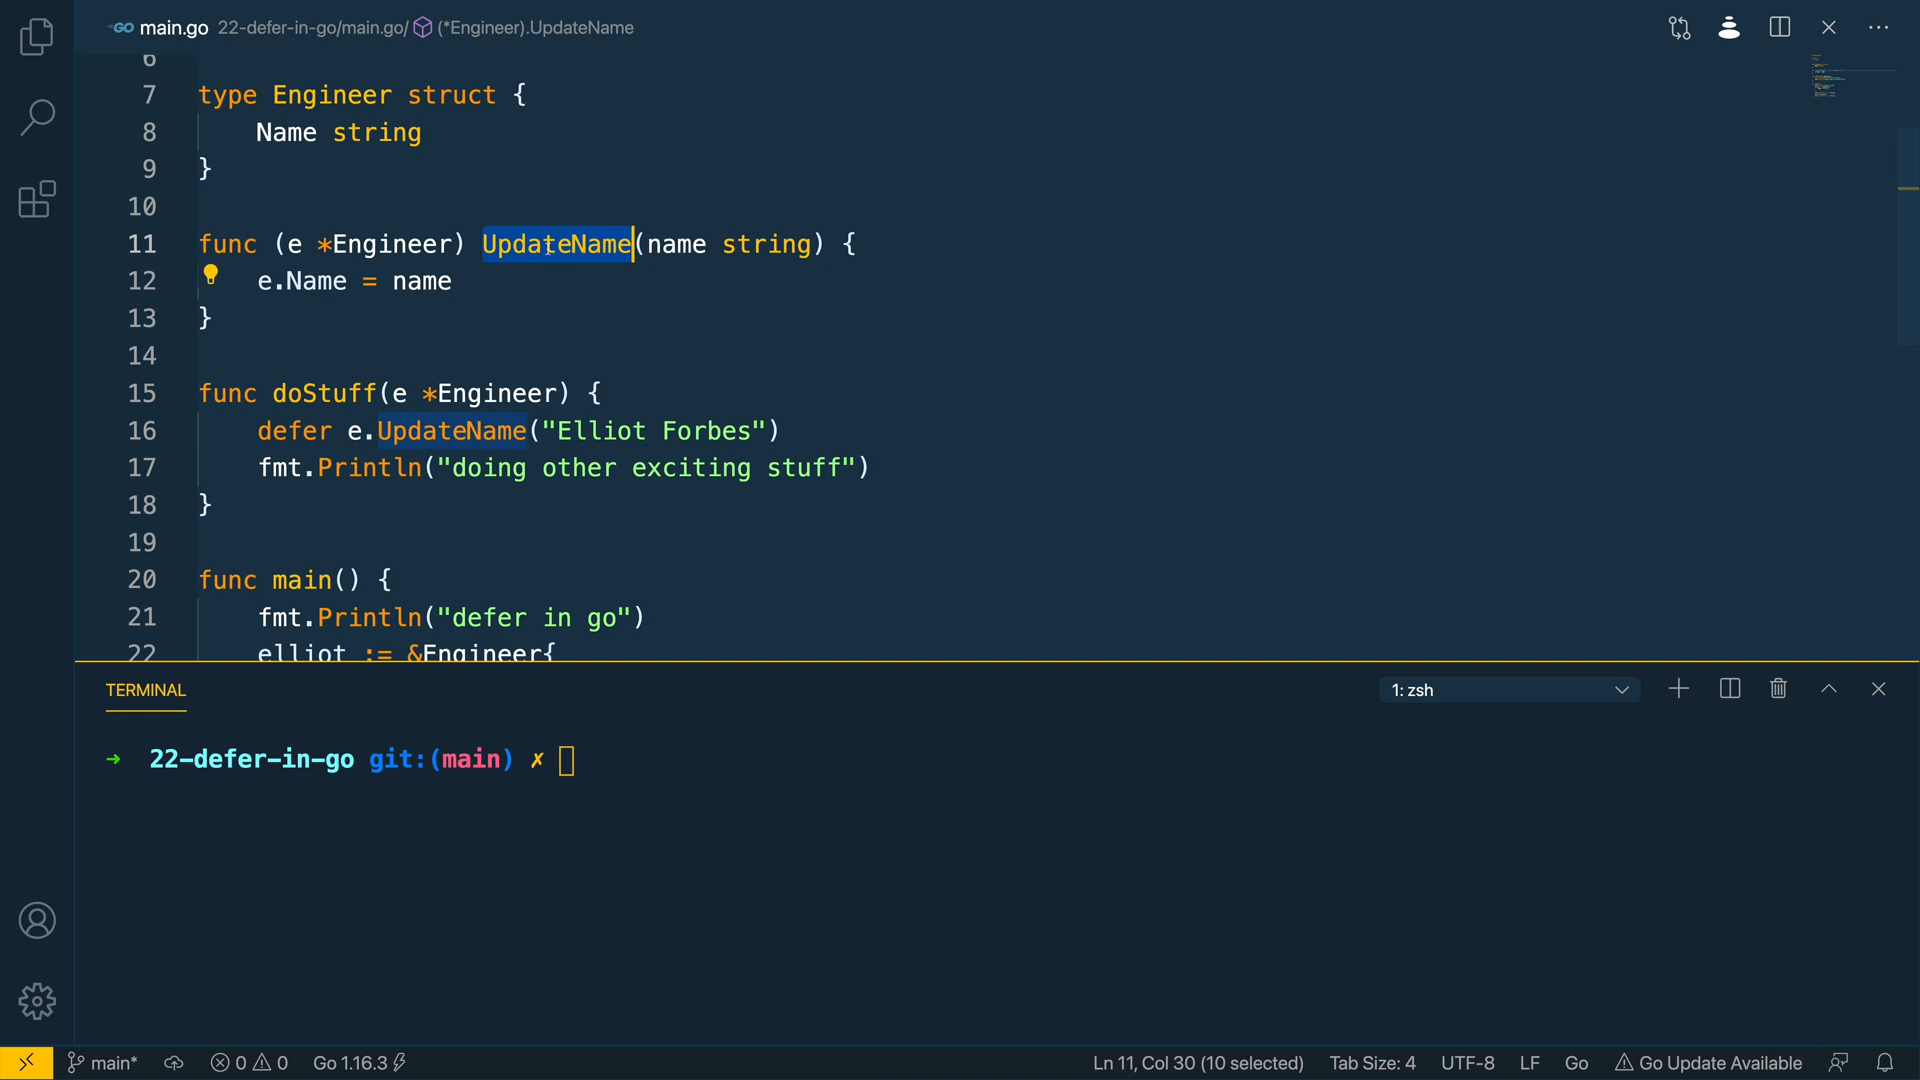 GO main.go 22-defer-in-go/main.go/ (*Engineer).UpdateName
6
7 type Engineer struct {
8 Name string
9 }
10
11 func (e *Engineer) UpdateName(name string) {
12 e.Name = name
13 }
14
15 func doStuff(e *Engineer) {
16 defer e.UpdateName("Elliot Forbes")
17 fmt.Println("doing other exciting stuff")
18 }
19
20 func main() {
21 fmt.Println("defer in go")
22 elliot := &Engineer{
TERMINAL 1: zsh
➜ 22-defer-in-go git:(main) ✗
main* 0 0 Go 1.16.3 Ln 11, Col 30 (10 selected) Tab Size: 4 UTF-8 LF Go Go Update Available